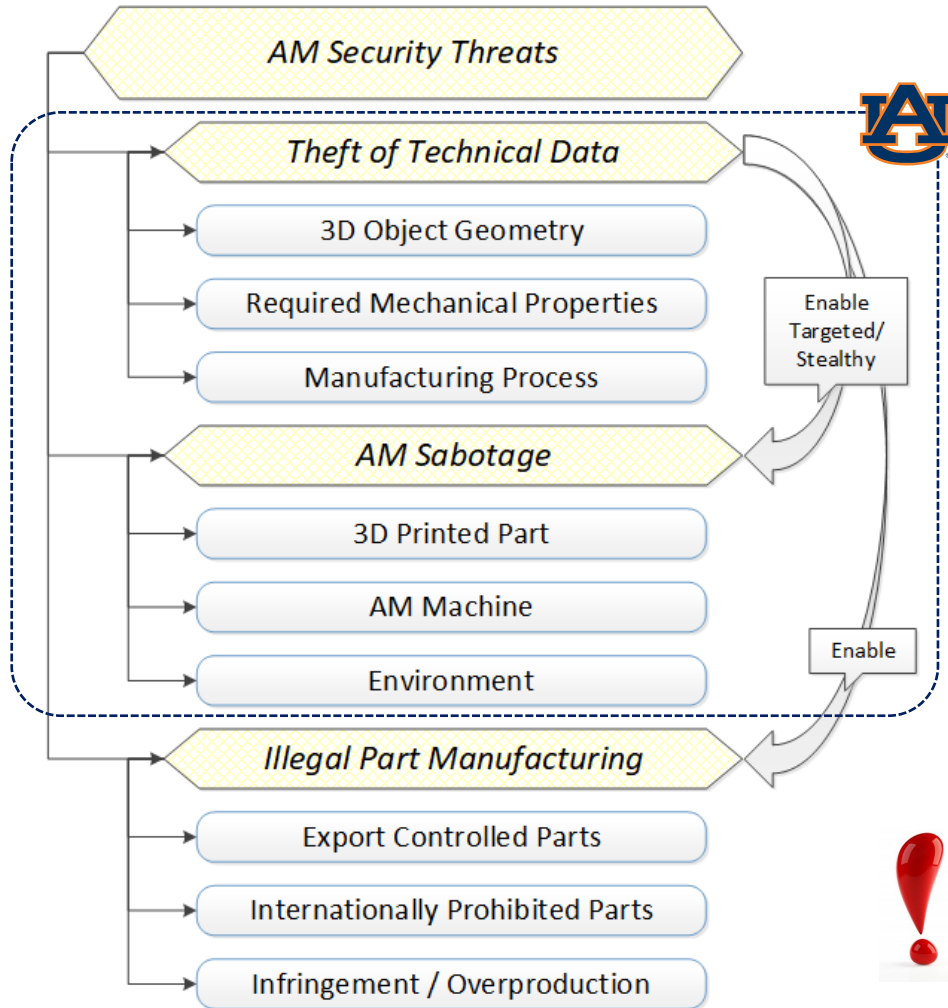 AM Security Threats
AU
Theft of Technical Data
3D Object Geometry
Required Mechanical Properties
Enable
Targeted/
Stealthy
Manufacturing Process
AM Sabotage
3D Printed Part
AM Machine
Enable
Environment
Illegal Part Manufacturing
Export Controlled Parts
Internationally Prohibited Parts
Infringement / Overproduction